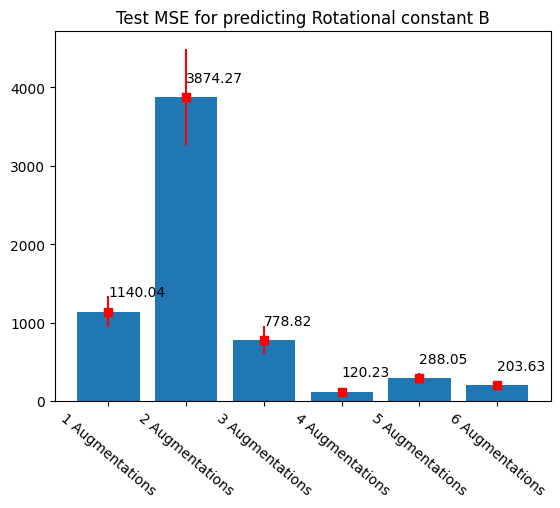 Test MSE for predicting Rotational constant B
4000
3000
2000
1000
0
1140.04
3874.27
778.82
120.23
288.05
203.63
1 Augmentations
2 Augmentations
3 Augmentations
4 Augmentations
5 Augmentations
6 Augmentations